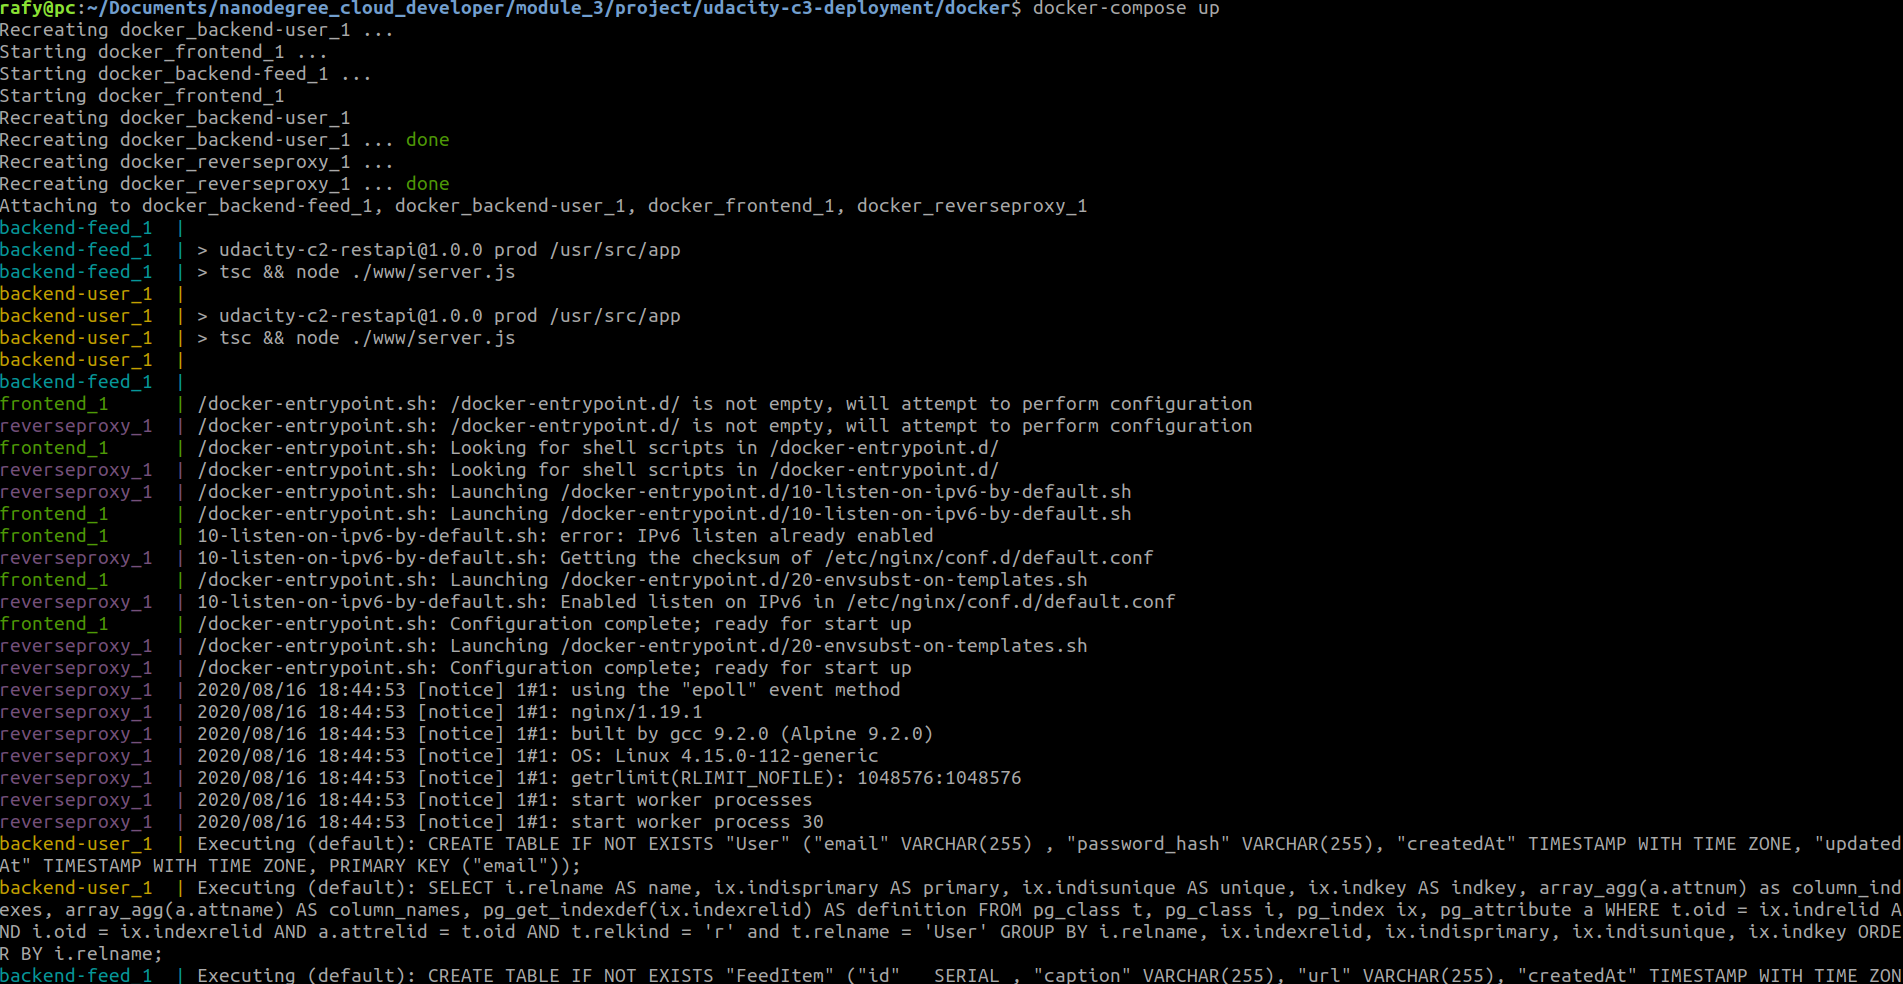 rafy@pc:~/Documents/nanodegree_cloud_developer/module_3/project/udacity-c3-deployment/docker$ docker-compose up
Recreating docker_backend-user_1 ...
Starting docker_frontend_1 ...
Starting docker_backend-feed_1 ...
Starting docker_frontend_1
Recreating docker_backend-user_1
Recreating docker_backend-user_1 ... done
Recreating docker_reverseproxy_1 ...
Recreating docker_reverseproxy_1 ... done
Attaching to docker_backend-feed_1, docker_backend-user_1, docker_frontend_1, docker_reverseproxy_1
backend-feed_1  |
backend-feed_1  | > udacity-c2-restapi@1.0.0 prod /usr/src/app
backend-feed_1  | > tsc && node ./www/server.js
backend-user_1  |
backend-user_1  | > udacity-c2-restapi@1.0.0 prod /usr/src/app
backend-user_1  | > tsc && node ./www/server.js
backend-user_1  |
backend-feed_1  |
frontend_1      | /docker-entrypoint.sh: /docker-entrypoint.d/ is not empty, will attempt to perform configuration
reverseproxy_1  | /docker-entrypoint.sh: /docker-entrypoint.d/ is not empty, will attempt to perform configuration
frontend_1      | /docker-entrypoint.sh: Looking for shell scripts in /docker-entrypoint.d/
reverseproxy_1  | /docker-entrypoint.sh: Looking for shell scripts in /docker-entrypoint.d/
reverseproxy_1  | /docker-entrypoint.sh: Launching /docker-entrypoint.d/10-listen-on-ipv6-by-default.sh
frontend_1      | /docker-entrypoint.sh: Launching /docker-entrypoint.d/10-listen-on-ipv6-by-default.sh
frontend_1      | 10-listen-on-ipv6-by-default.sh: error: IPv6 listen already enabled
reverseproxy_1  | 10-listen-on-ipv6-by-default.sh: Getting the checksum of /etc/nginx/conf.d/default.conf
frontend_1      | /docker-entrypoint.sh: Launching /docker-entrypoint.d/20-envsubst-on-templates.sh
reverseproxy_1  | 10-listen-on-ipv6-by-default.sh: Enabled listen on IPv6 in /etc/nginx/conf.d/default.conf
frontend_1      | /docker-entrypoint.sh: Configuration complete; ready for start up
reverseproxy_1  | /docker-entrypoint.sh: Launching /docker-entrypoint.d/20-envsubst-on-templates.sh
reverseproxy_1  | /docker-entrypoint.sh: Configuration complete; ready for start up
reverseproxy_1  | 2020/08/16 18:44:53 [notice] 1#1: using the "epoll" event method
reverseproxy_1  | 2020/08/16 18:44:53 [notice] 1#1: nginx/1.19.1
reverseproxy_1  | 2020/08/16 18:44:53 [notice] 1#1: built by gcc 9.2.0 (Alpine 9.2.0)
reverseproxy_1  | 2020/08/16 18:44:53 [notice] 1#1: OS: Linux 4.15.0-112-generic
reverseproxy_1  | 2020/08/16 18:44:53 [notice] 1#1: getrlimit(RLIMIT_NOFILE): 1048576:1048576
reverseproxy_1  | 2020/08/16 18:44:53 [notice] 1#1: start worker processes
reverseproxy_1  | 2020/08/16 18:44:53 [notice] 1#1: start worker process 30
backend-user_1  | Executing (default): CREATE TABLE IF NOT EXISTS "User" ("email" VARCHAR(255) , "password_hash" VARCHAR(255), "createdAt" TIMESTAMP WITH TIME ZONE, "updated
At" TIMESTAMP WITH TIME ZONE, PRIMARY KEY ("email"));
backend-user_1  | Executing (default): SELECT i.relname AS name, ix.indisprimary AS primary, ix.indisunique AS unique, ix.indkey AS indkey, array_agg(a.attnum) as column_ind
exes, array_agg(a.attname) AS column_names, pg_get_indexdef(ix.indexrelid) AS definition FROM pg_class t, pg_class i, pg_index ix, pg_attribute a WHERE t.oid = ix.indrelid A
ND i.oid = ix.indexrelid AND a.attrelid = t.oid AND t.relkind = 'r' and t.relname = 'User' GROUP BY i.relname, ix.indexrelid, ix.indisprimary, ix.indisunique, ix.indkey ORDE
R BY i.relname;
backend-feed_1  | Executing (default): CREATE TABLE IF NOT EXISTS "FeedItem" ("id"   SERIAL , "caption" VARCHAR(255), "url" VARCHAR(255), "createdAt" TIMESTAMP WITH TIME ZON